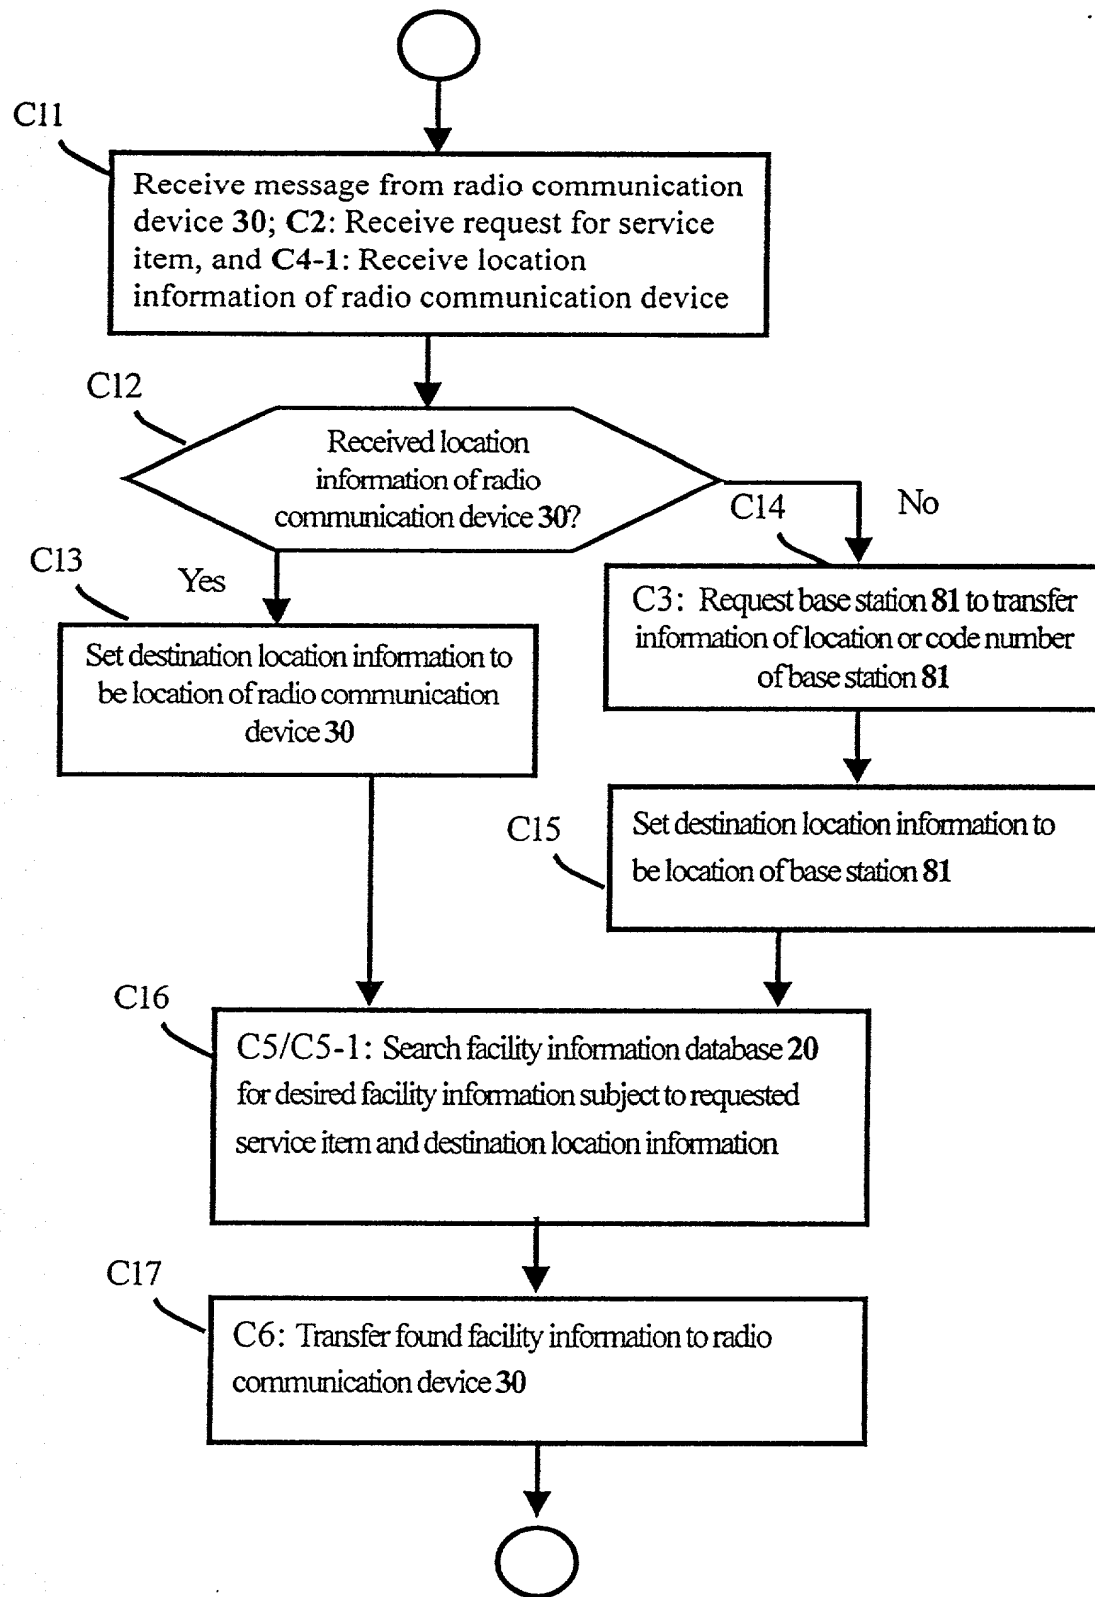 C11
Receive message from radio communication
device 30; C2: Receive request for service
item, and C4-1: Receive location
information of radio communication device
C12
Received location
information of radio
communication device 30?
No
C14
C13
Yes
C3: Request base station 81 to transfer
information of location or code number
of base station 81
Set destination location information to
be location of radio communication
device 30
C15
Set destination location information to
be location of base station 81
C16
C5/C5-1: Search facility information database 20
for desired facility information subject to requested
service item and destination location information
C17
C6: Transfer found facility information to radio
communication device 30